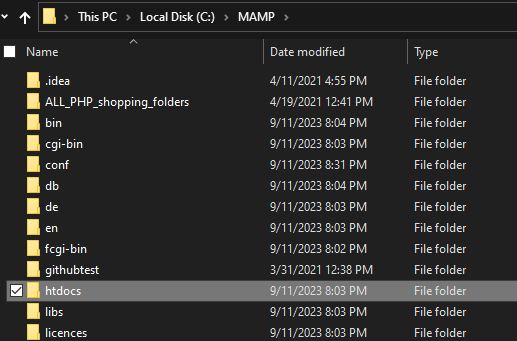 This PC > Local Disk (C:) > MAMP >
Name Date modified Type
.idea 4/11/2021 4:55 PM File folder
ALL_PHP_shopping_folders 4/19/2021 12:41 PM File folder
bin 9/11/2023 8:04 PM File folder
cgi-bin 9/11/2023 8:03 PM File folder
conf 9/11/2023 8:31 PM File folder
db 9/11/2023 8:04 PM File folder
de 9/11/2023 8:03 PM File folder
en 9/11/2023 8:03 PM File folder
fcgi-bin 9/11/2023 8:02 PM File folder
githubtest 3/31/2021 12:38 PM File folder
htdocs 9/11/2023 8:03 PM File folder
libs 9/11/2023 8:03 PM File folder
licences 9/11/2023 8:03 PM File folder